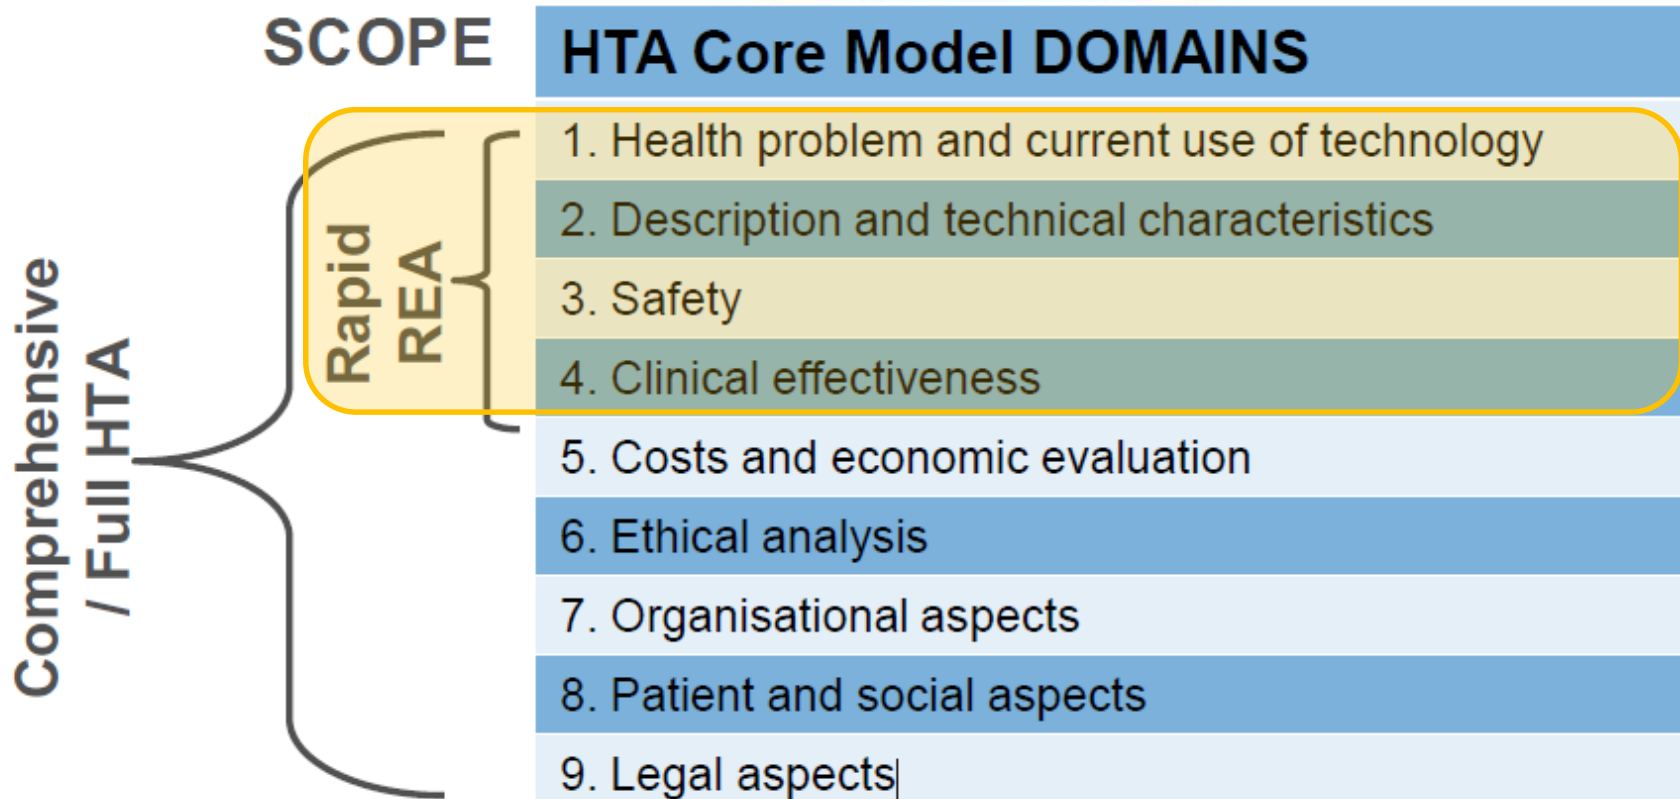 SCOPE
HTA Core Model DOMAINS
Comprehensive
/ Full HTA
Rapid
REA
1. Health problem and current use of technology
2. Description and technical characteristics
3. Safety
4. Clinical effectiveness
5. Costs and economic evaluation
6. Ethical analysis
7. Organisational aspects
8. Patient and social aspects
9. Legal aspects